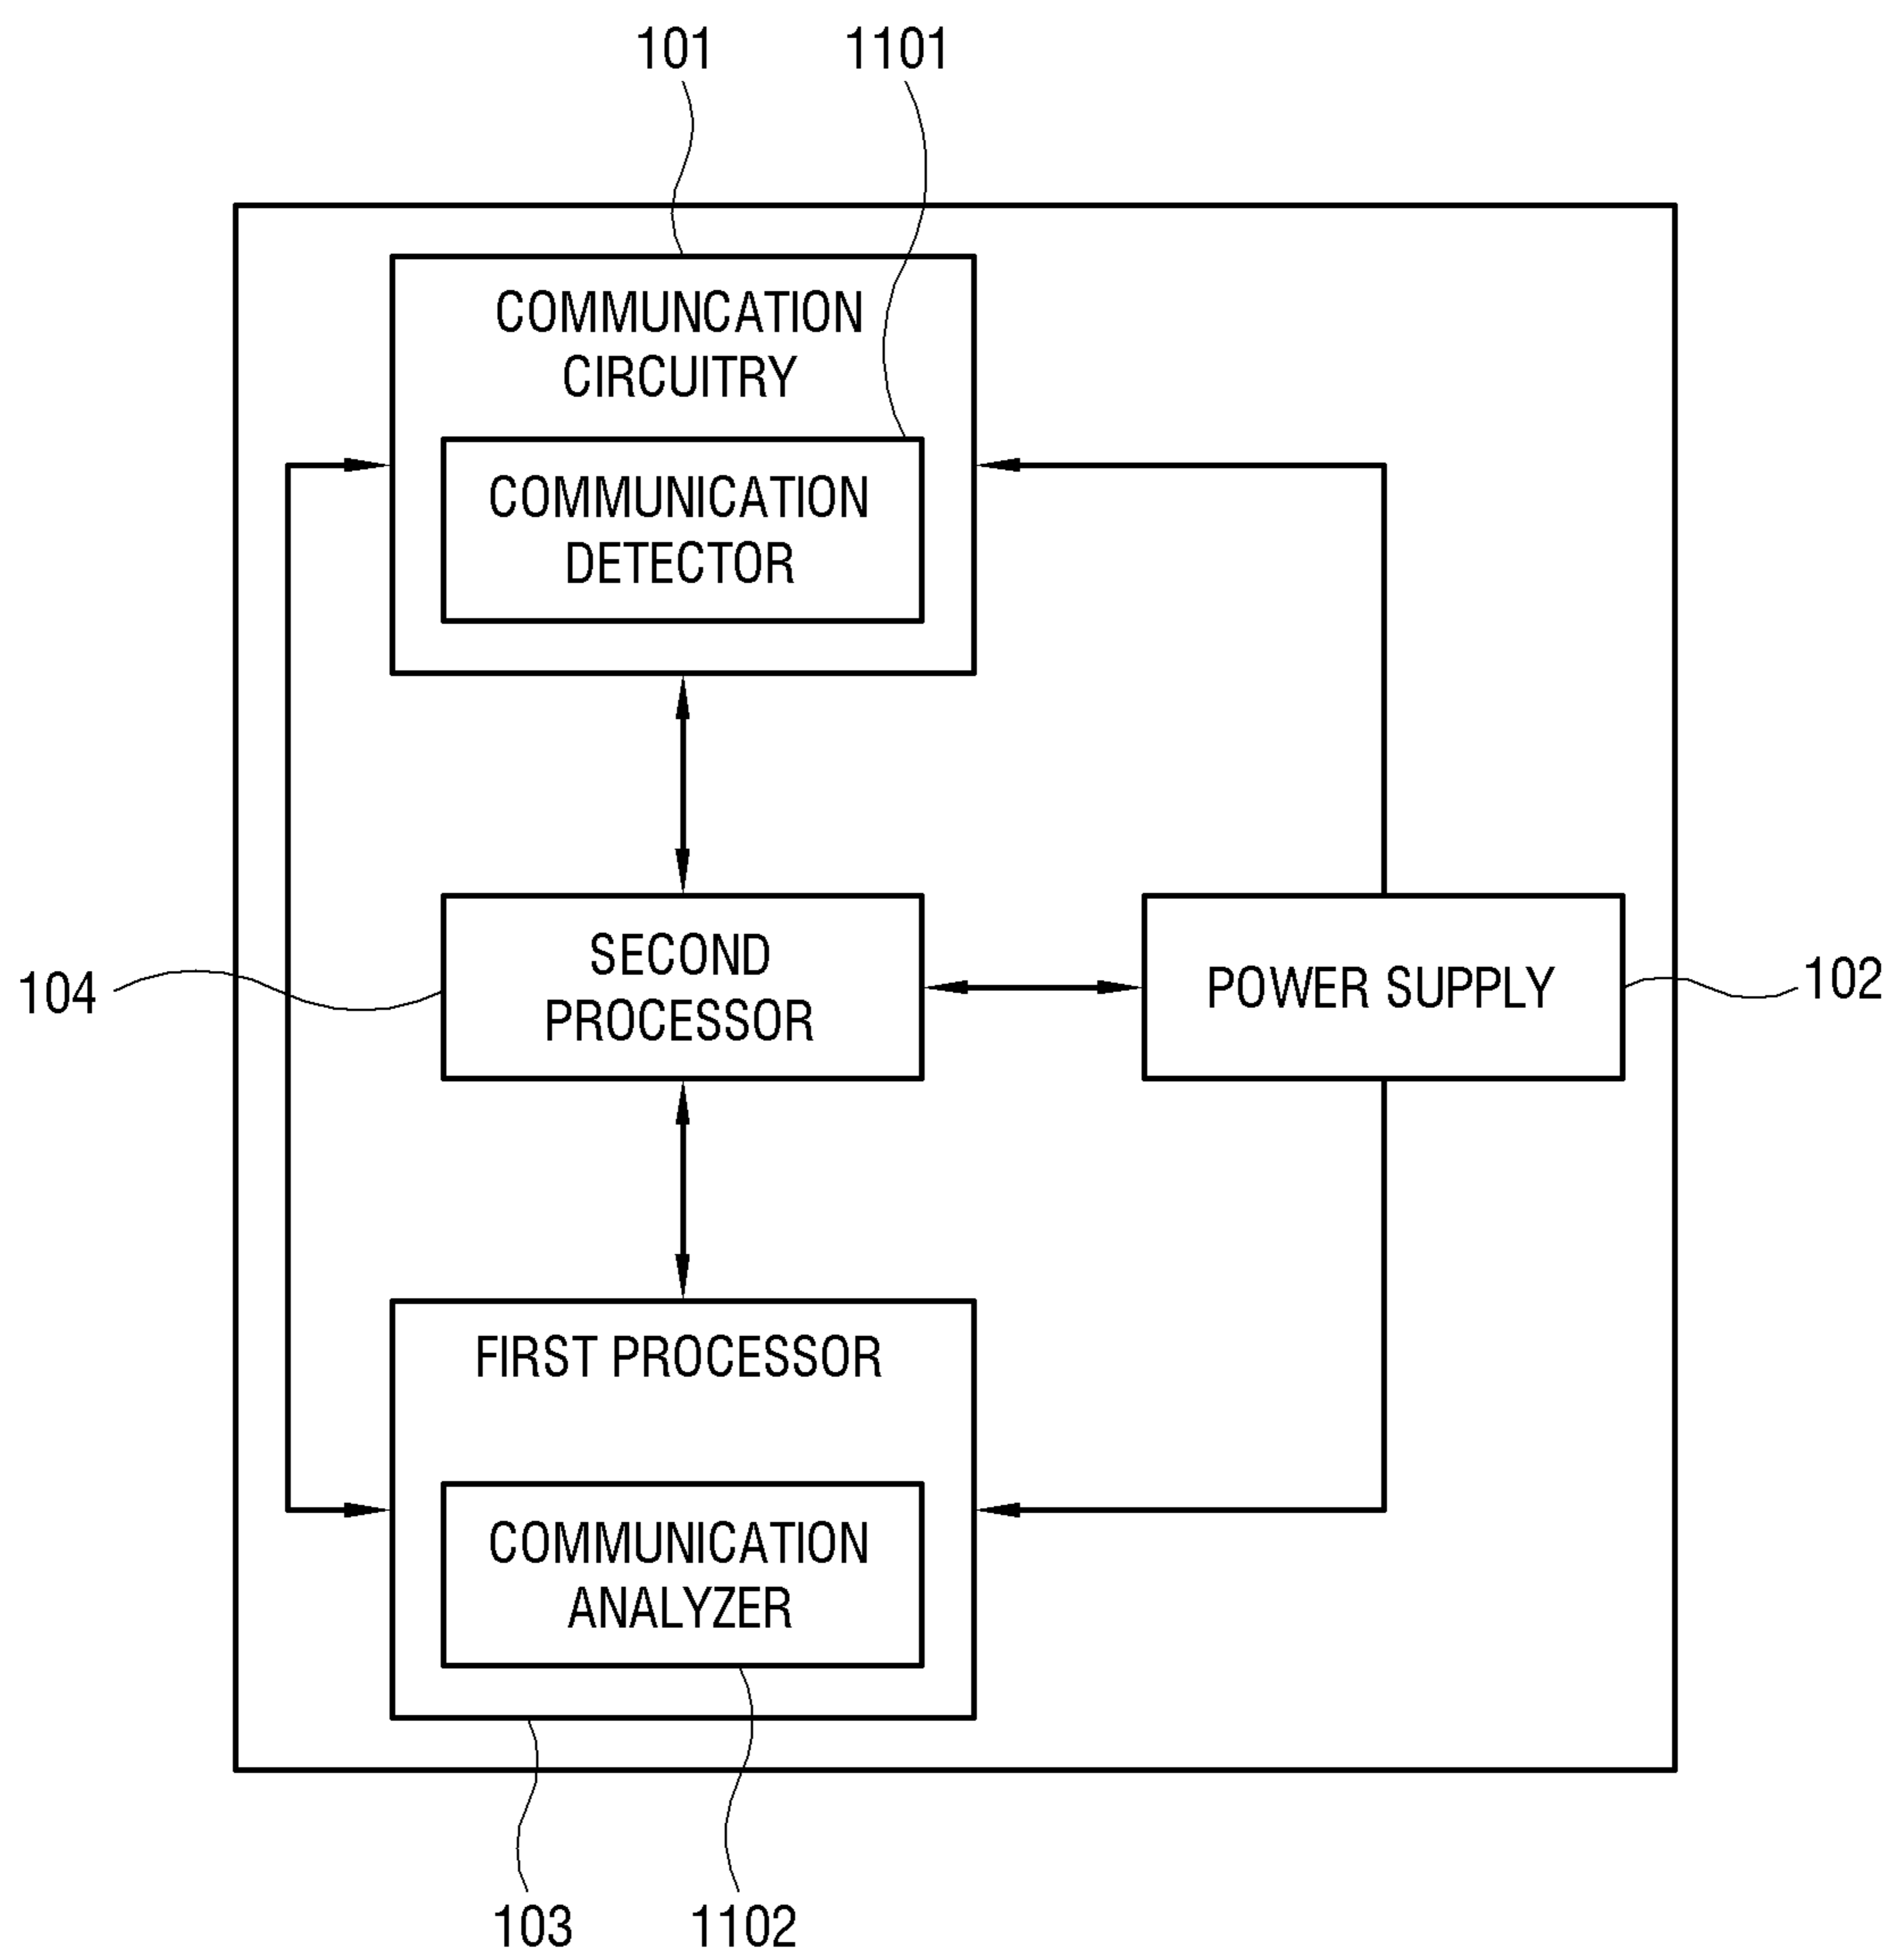 101
1101
COMMUNCATION
CIRCUITRY
COMMUNICATION
DETECTOR
SECOND
PROCESSOR
104
POWER SUPPLY
102
FIRST PROCESSOR
COMMUNICATION
ANALYZER
103
1102